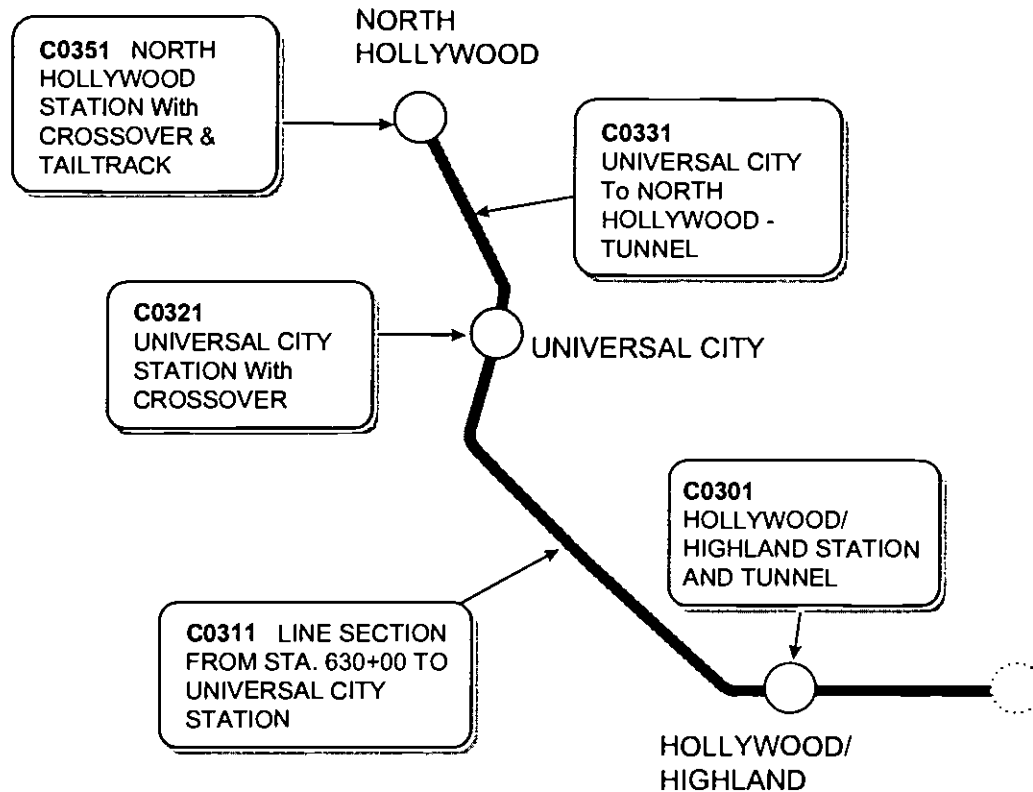 NORTH
HOLLYWOOD
C0351 NORTH
HOLLYWOOD
STATION With
CROSSOVER &
TAILTRACK
C0331
UNIVERSAL CITY
To NORTH
HOLLYWOOD -
TUNNEL
C0321
UNIVERSAL CITY
STATION With
CROSSOVER
UNIVERSAL CITY
C0301
HOLLYWOOD/
HIGHLAND STATION
AND TUNNEL
C0311 LINE SECTION
FROM STA. 630+00 TO
UNIVERSAL CITY
STATION
HOLLYWOOD/
HIGHLAND